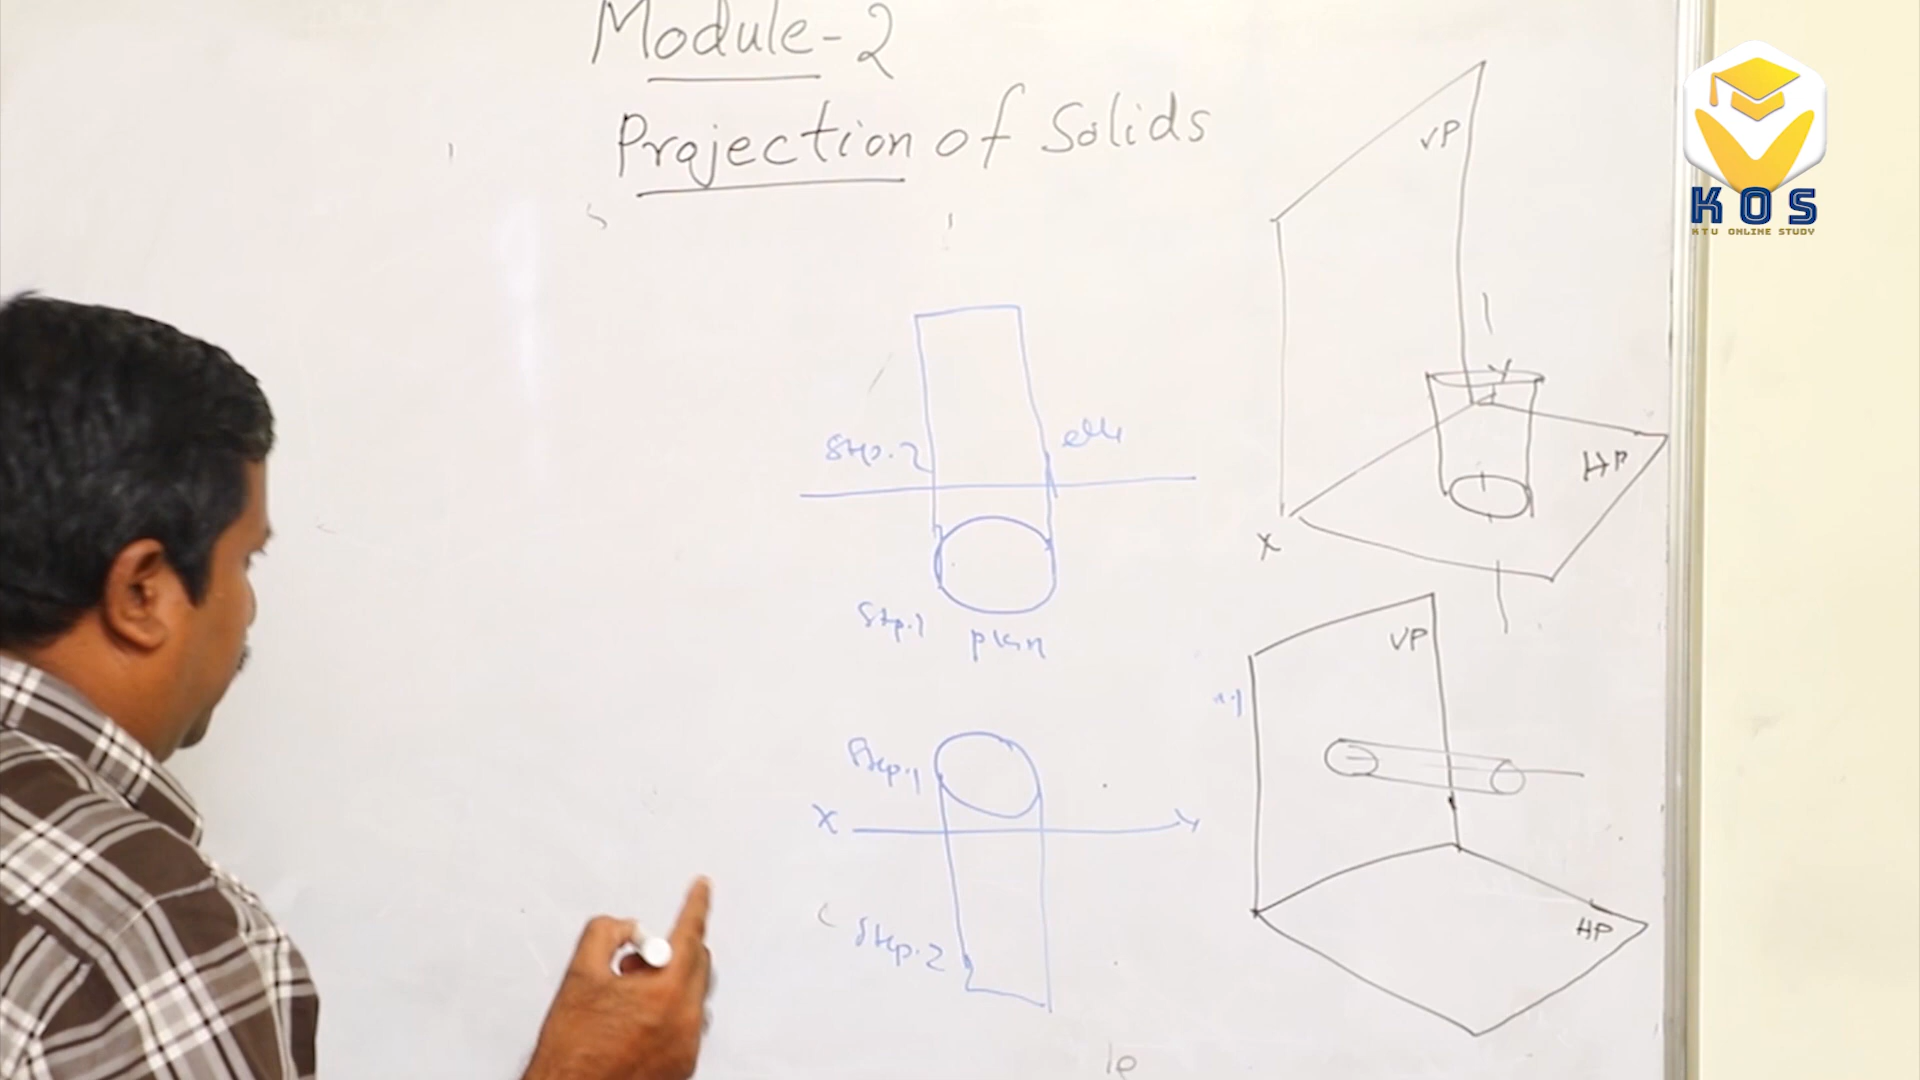 Module-2
Projection of Solids
VP
KOS
KTU ONLINE STUDY
Y
Step.2
HP
X
Step.1 plan
VP
Step.1
X Y
HP
Step.2